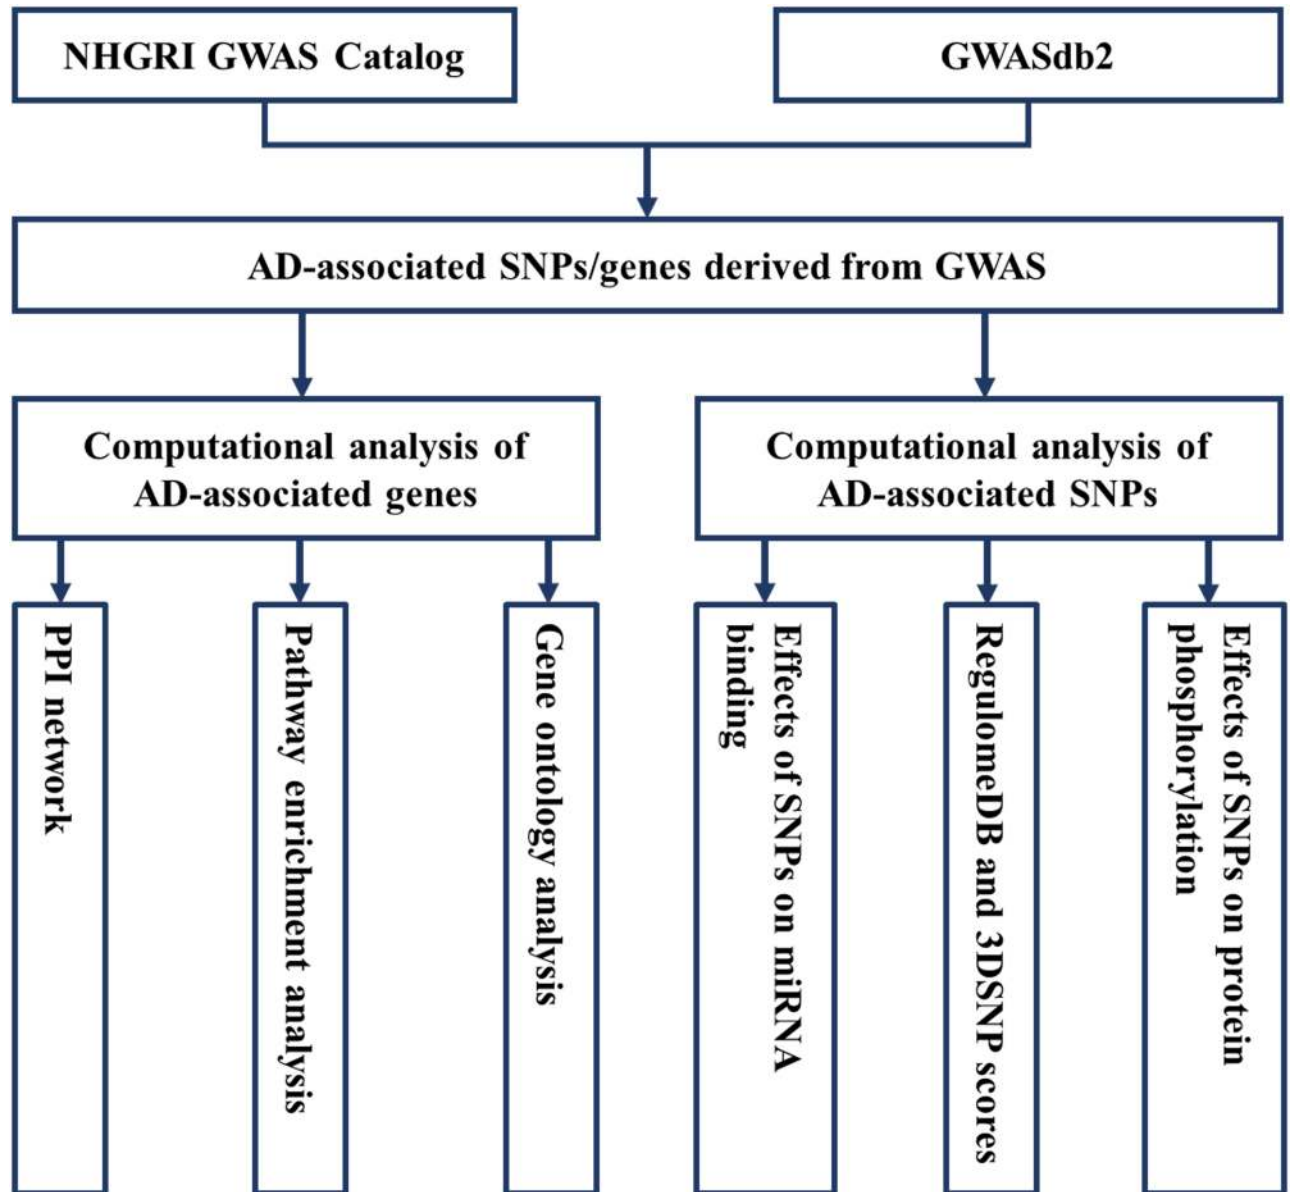 NHGRI GWAS Catalog
GWASdb2
AD-associated SNPs/genes derived from GWAS
Computational analysis of
AD-associated genes
Computational analysis of
AD-associated SNPs
PPI network
Pathway enrichment analysis
Gene ontology analysis
Effects of SNPs on miRNA
binding
RegulomeDB and 3DSNP scores
Effects of SNPs on protein
phosphorylation